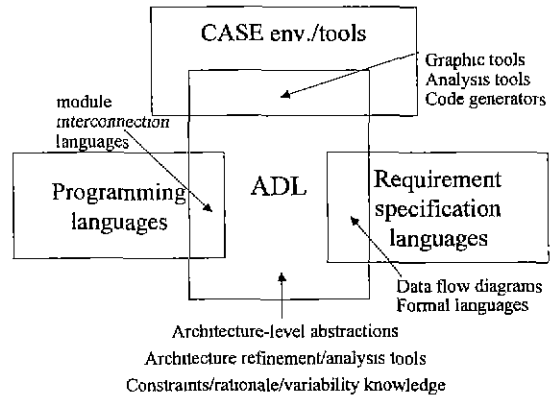 CASE env./tools
Graphic tools
Analysis tools
Code generators
module
interconnection
languages
Programming
languages
ADL
Requirement
specification
languages
Data flow diagrams
Formal languages
Architecture-level abstractions
Architecture refinement/analysis tools
Constraints/rationale/variability knowledge